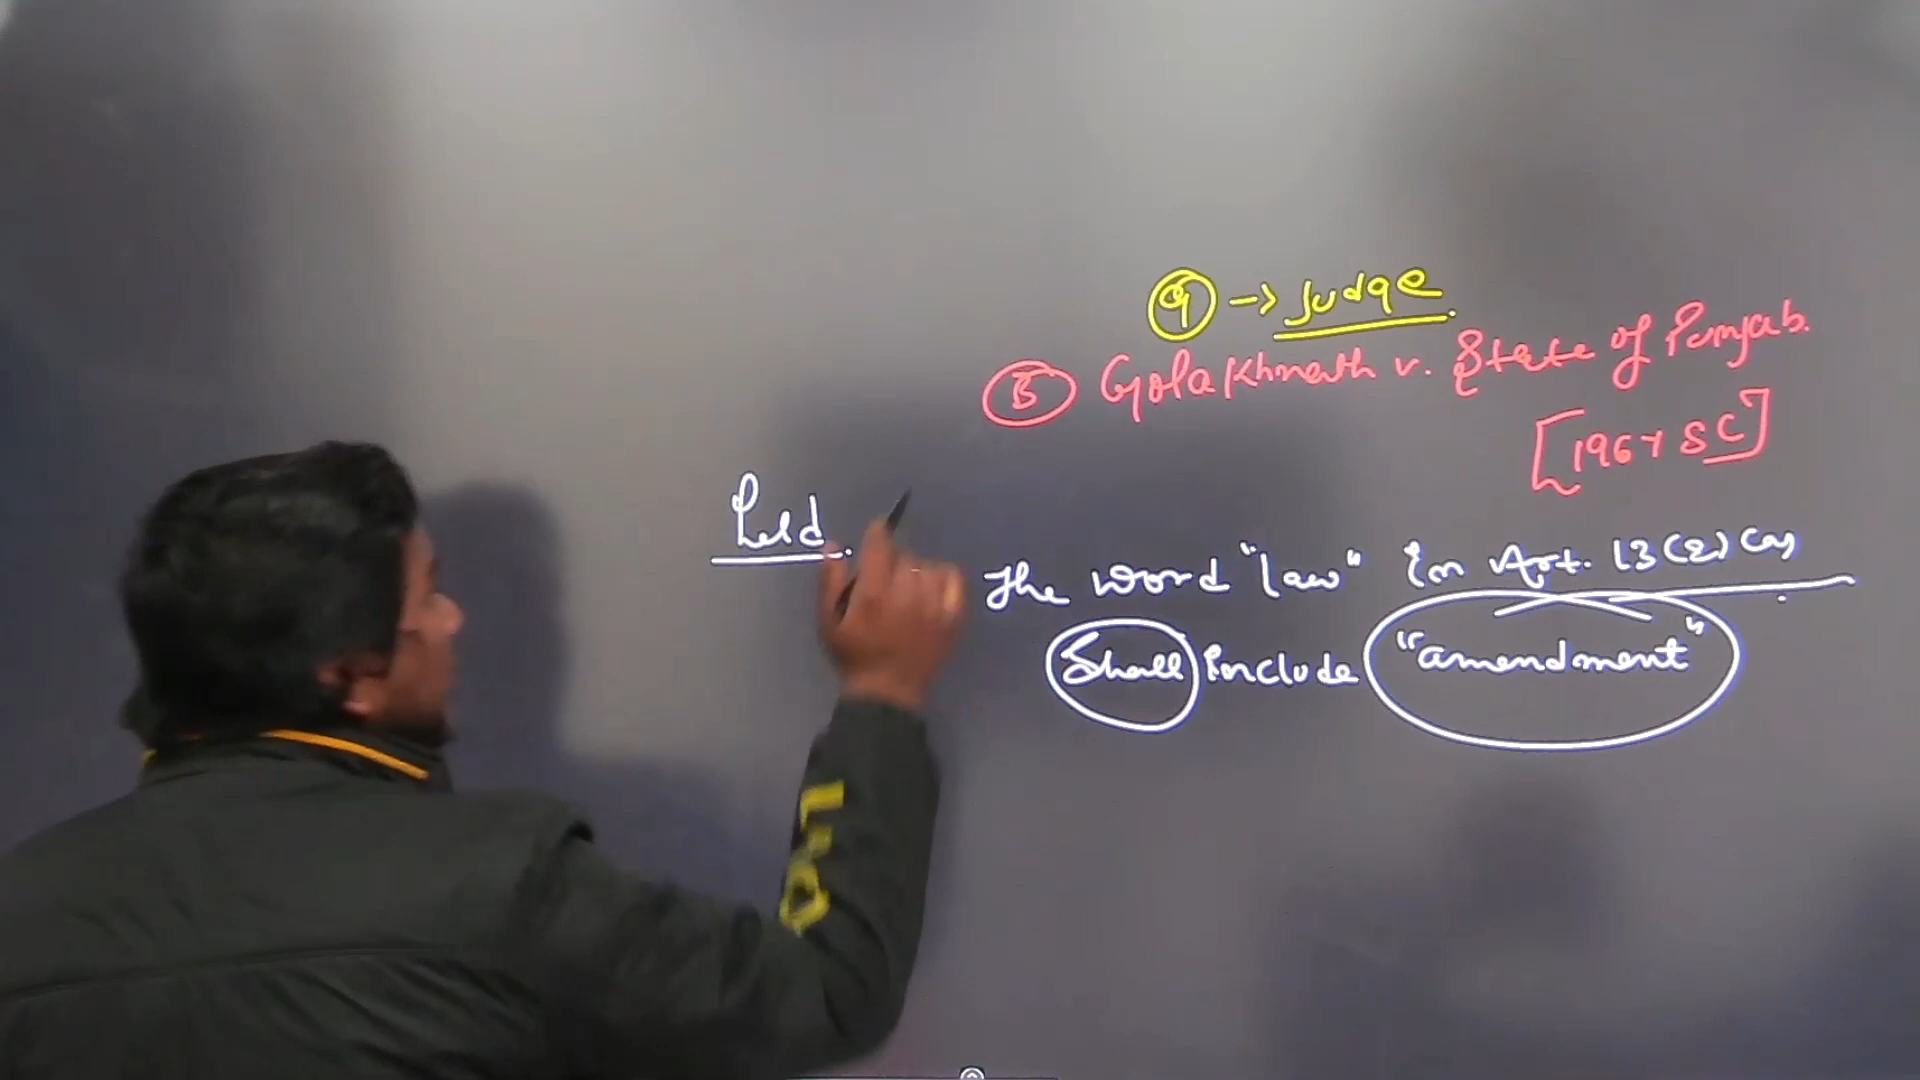 9 → Judge.
5 Golakhnath v. State of Punjab.
[1967 SC]
Held.
The word "law" in Art. 13(2)(a)
Shall include "amendment"